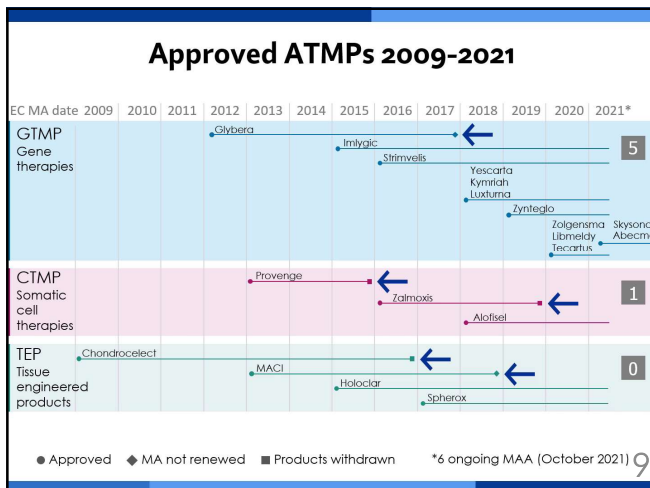 Approved ATMPs 2009-2021
EC MA date 2009 2010 2011 2012 2013 2014 2015 2016 2017 2018 2019 2020 2021*
GTMP
Gene
therapies
Glybera
Imlygic
Strimvelis
Yescarta
Kymriah
Luxturna
Zynteglo
Zolgensma
Libmeldy
Tecartus
Skysona
Abecm
5
CTMP
Somatic
cell
therapies
Provenge
Zalmoxis
Alofisel
1
TEP
Tissue
engineered
products
Chondrocelect
MACI
Holoclar
Spherox
0
Approved MA not renewed Products withdrawn *6 ongoing MAA (October 2021)
9